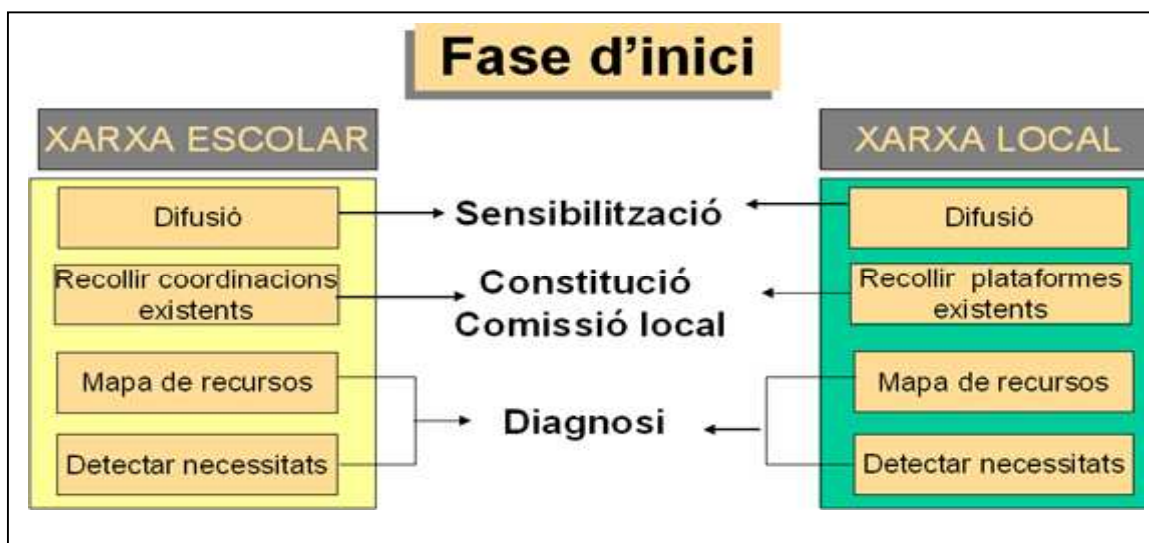 Fase d'inici
XARXA ESCOLAR
Difusió
Recollir coordinacions
existents
Mapa de recursos
Detectar necessitats
Sensibilització
Constitució
Comissió local
Diagnosi
XARXA LOCAL
Difusió
Recollir plataformes
existents
Mapa de recursos
Detectar necessitats